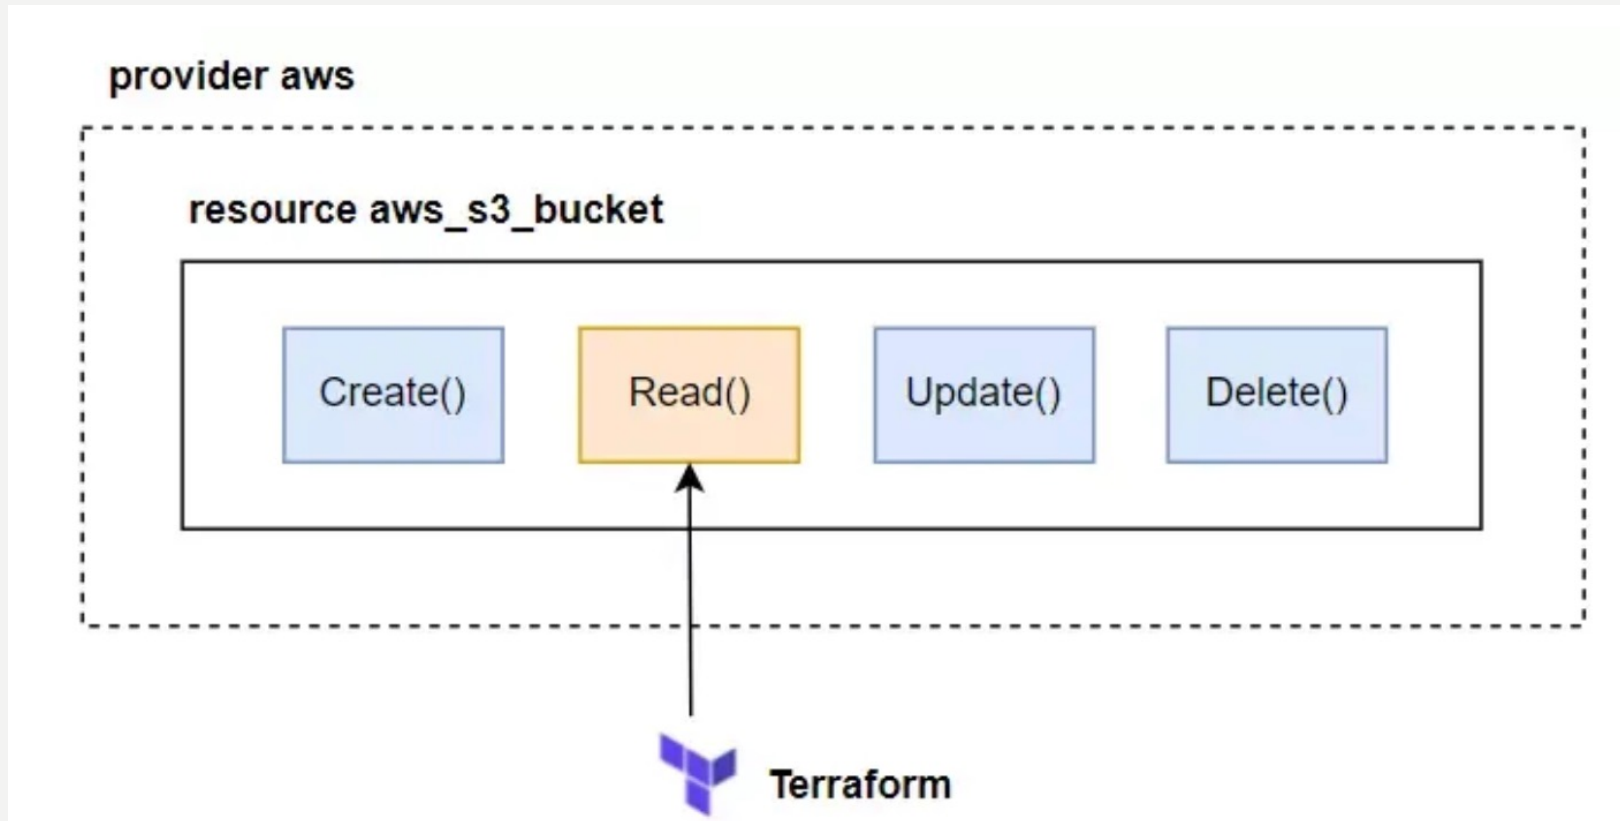 provider aws
resource aws_s3_bucket
Create()
Read()
Update()
Delete()
Terraform